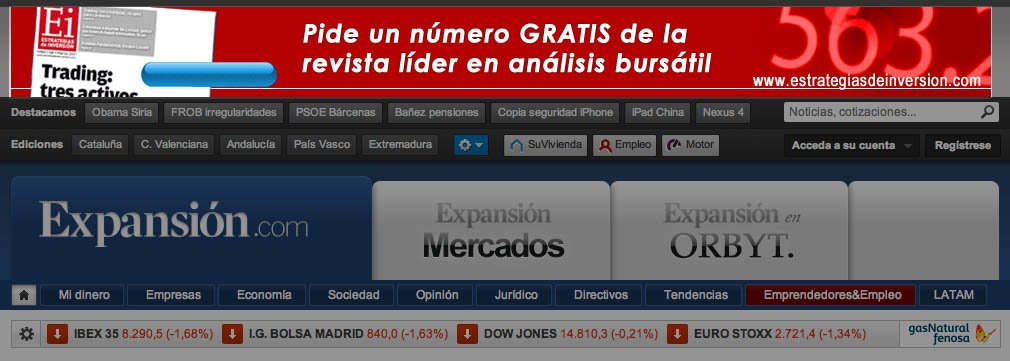 Ei
ESTRATEGIAS
DE INVERSIÓN
Trading:
tres activos
Pide un número GRATIS de la
revista líder en análisis bursátil
563.
www.estrategiasdeinversion.com
Destacamos Obama Siria FROB irregularidades PSOE Bárcenas Bañez pensiones Copia seguridad iPhone iPad China Nexus 4 Noticias, cotizaciones...
Ediciones Cataluña C. Valenciana Andalucía País Vasco Extremadura SuVivienda Empleo Motor Acceda a su cuenta Regístrese
Expansión.com
Expansión
Mercados
Expansión en
ORBYT.
Mi dinero Empresas Economía Sociedad Opinión Jurídico Directivos Tendencias Emprendedores&Empleo LATAM
IBEX 35 8.290,5 (-1,68%) I.G. BOLSA MADRID 840,0 (-1,63%) DOW JONES 14.810,3 (-0,21%) EURO STOXX 2.721,4 (-1,34%)
gasNatural
fenosa